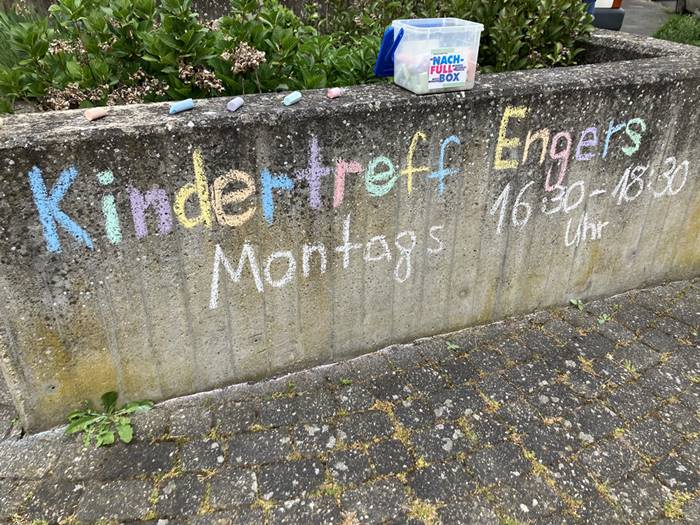 NACH-
FÜLL
BOX
Kindertreff Engers
Montags 16:30-18:30
Uhr